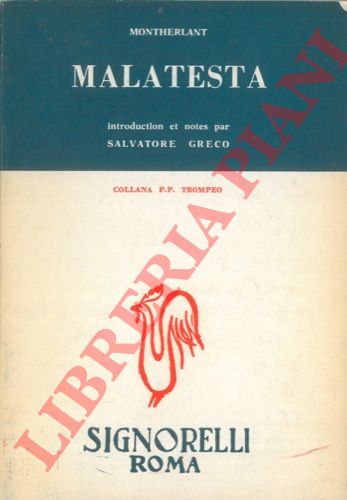 MONTHERLANT
MALATESTA
introduction et notes par
SALVATORE GRECO
COLLANA P.P. TROMPEO
LIBRERIA PIANI
SIGNORELLI
ROMA